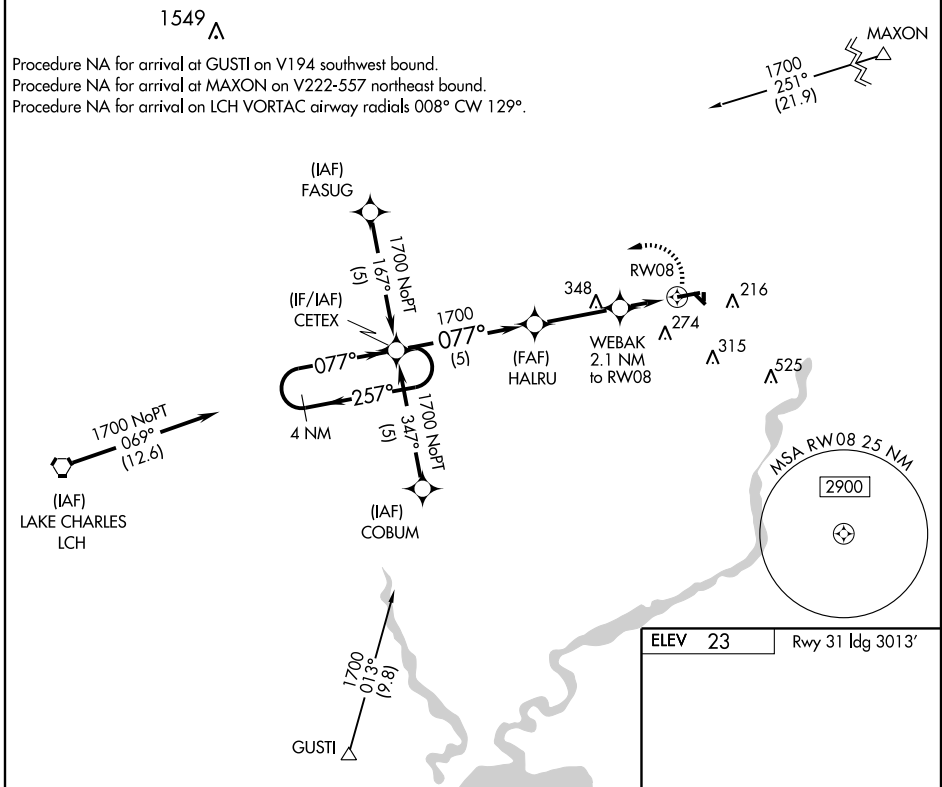 1549
Procedure NA for arrival at GUSTI on V194 southwest bound.
Procedure NA for arrival at MAXON on V222-557 northeast bound.
Procedure NA for arrival on LCH VORTAC airway radials 008° CW 129°.
MAXON
1700
251°
(21.9)
(IAF)
FASUG
1700 NoPT
167°
(5)
(IF/IAF)
CETEX
1700
077°
(5)
077°
257°
4 NM
(FAF)
HALRU
348
WEBAK
2.1 NM
to RW08
RW08
216
274
315
525
1700 NoPT
347°
(5)
(IAF)
COBUM
1700 NoPT
069°
(12.6)
(IAF)
LAKE CHARLES
LCH
MSA RW08 25 NM
2900
1700
013°
(9.8)
GUSTI
ELEV 23
Rwy 31 ldg 3013'